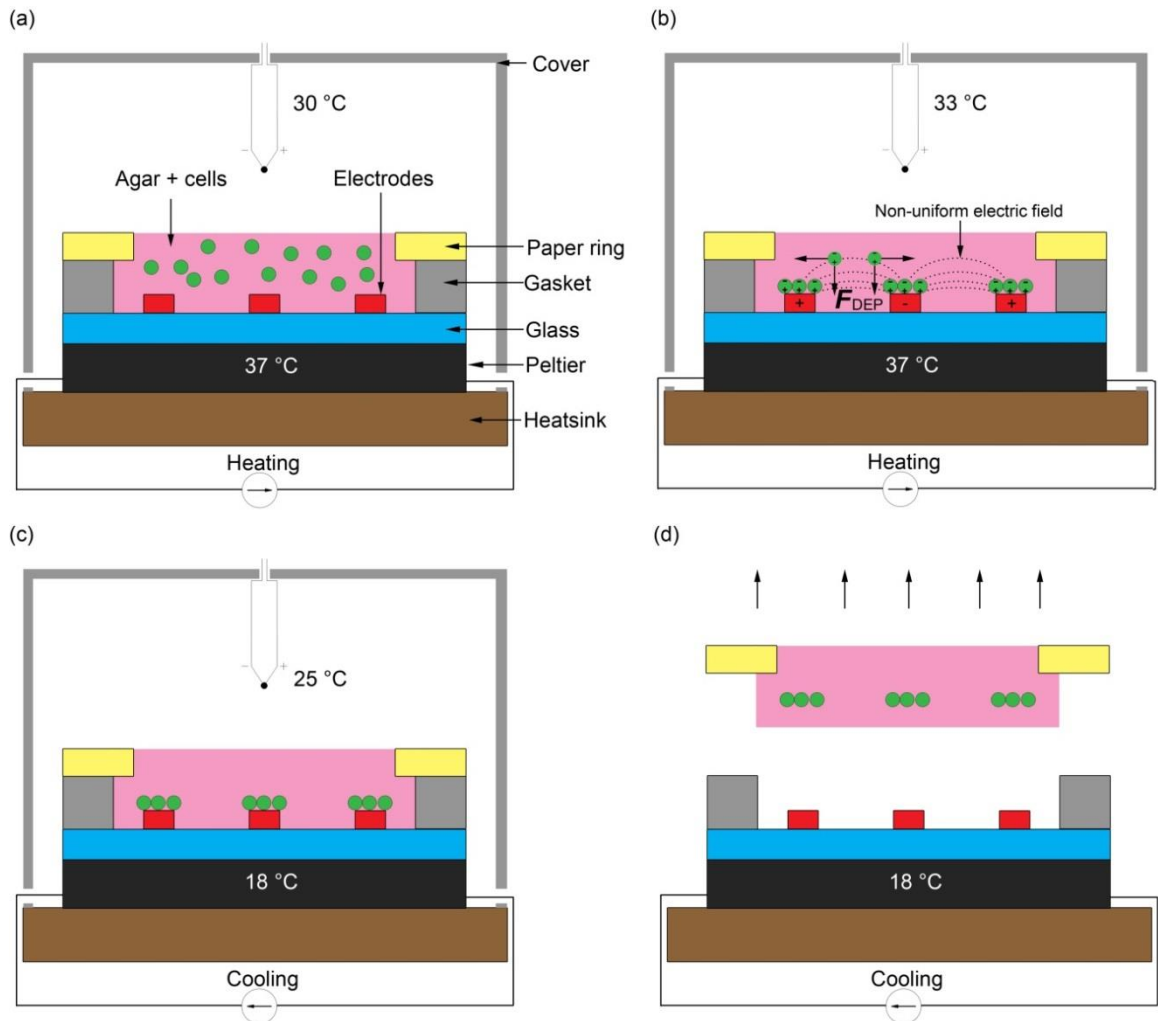 (a)
Cover
30 °C
- +
Agar + cells
Electrodes
Paper ring
Gasket
Glass
37 °C
Peltier
Heatsink
Heating
(b)
33 °C
- +
Non-uniform electric field
FDEP
+ - +
37 °C
Heating
(c)
- +
25 °C
18 °C
Cooling
(d)
18 °C
Cooling